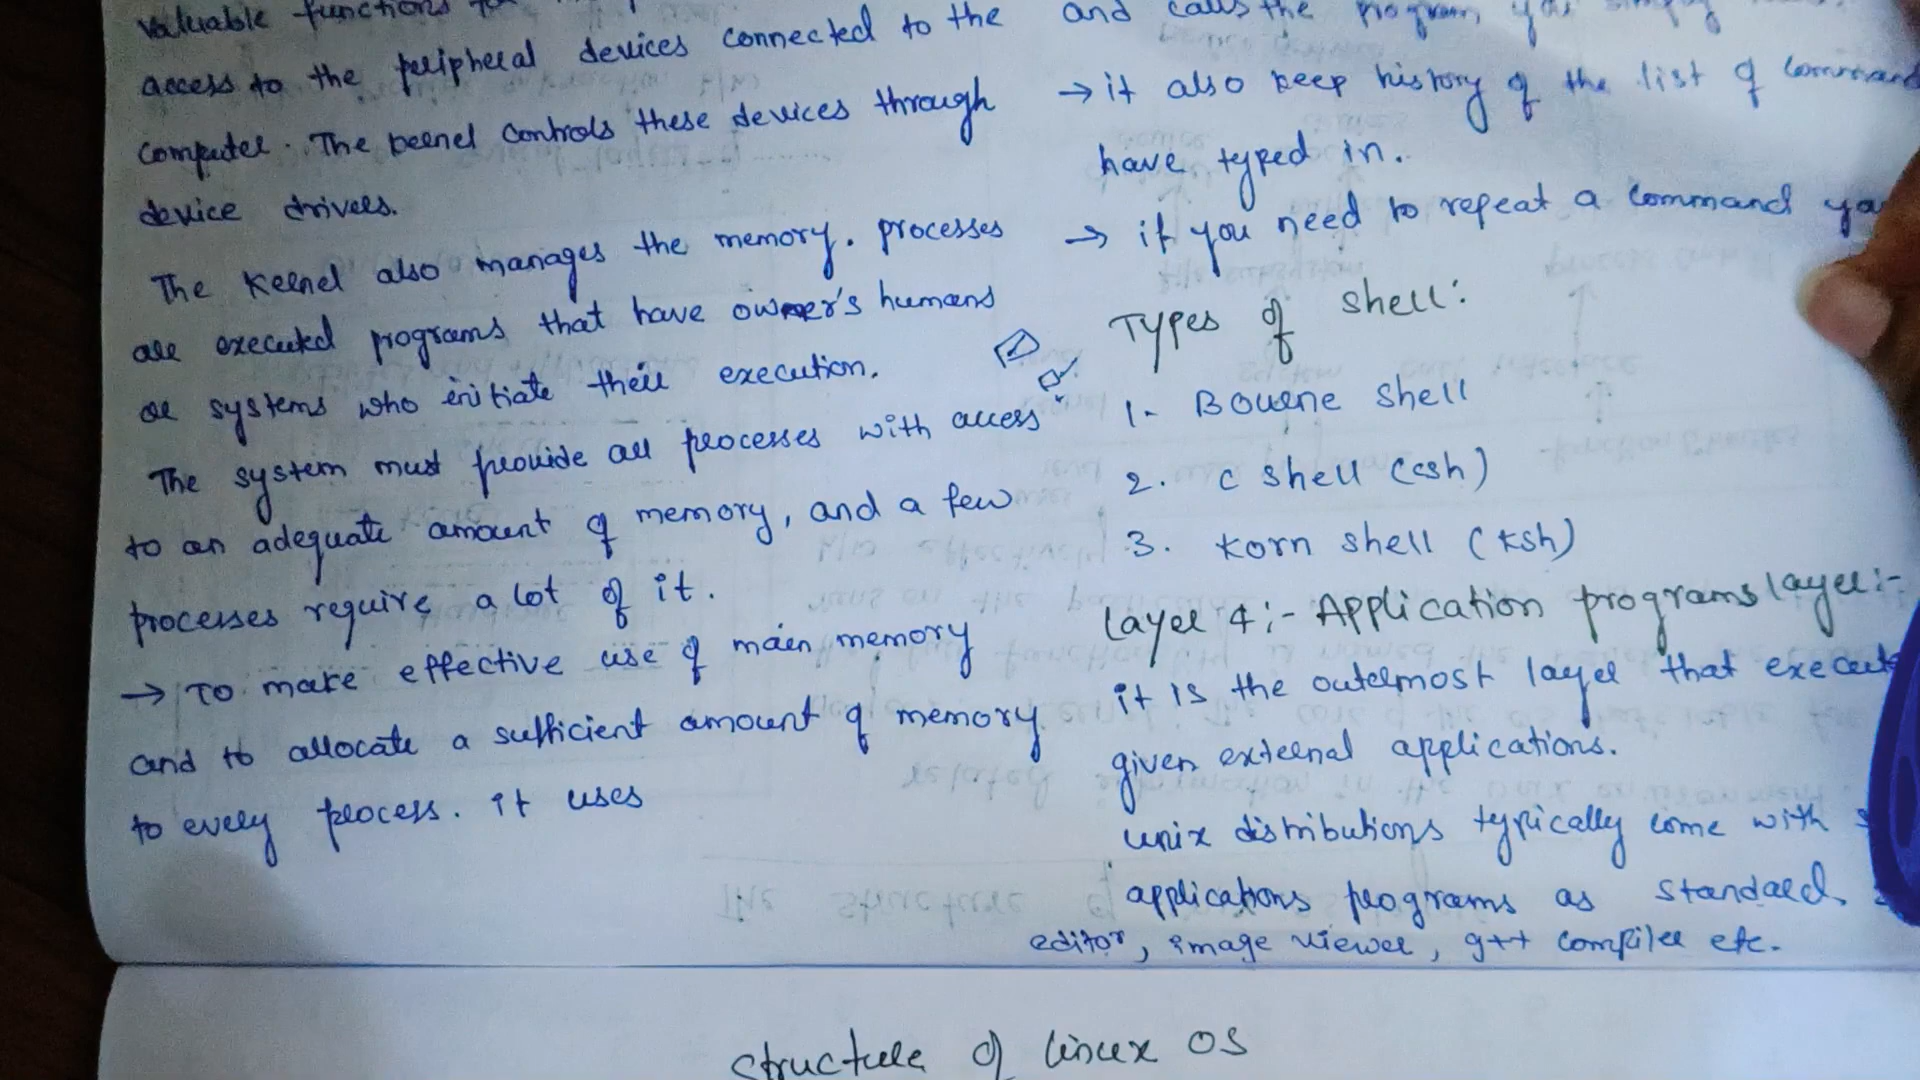 valuable functions
access to the peripheral devices connected to the
computer. The kernel controls these devices through
device drivers.
The Kernel also manages the memory. processes
are executed programs that have owner's humans
or systems who initiate their execution.
The system must provide all processes with access
to an adequate amount of memory, and a few
processes require a lot of it.
→ To make effective use of main memory
and to allocate a sufficient amount of memory
to every process. it uses
and calls the program you simply
→ it also keep history of the list of command
have typed in.
→ if you need to repeat a command
Types of shell:
1- Bourne shell
2. C shell (csh)
3. Korn shell (ksh)
Layer 4:- Application programs layer:-
it is the outermost layer that
given external applications.
unix distributions typically come with
applications programs as standard.
editor, image viewer, g++ compiler etc.
structure of linux OS